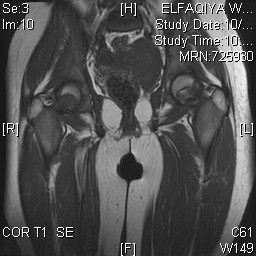 Se:3
[H]
ELFAQIYA W...
Im:10
Study Date:10/...
Study Time:10:...
MRN:725930
[R]
[L]
COR T1 SE
[F]
C61
W149